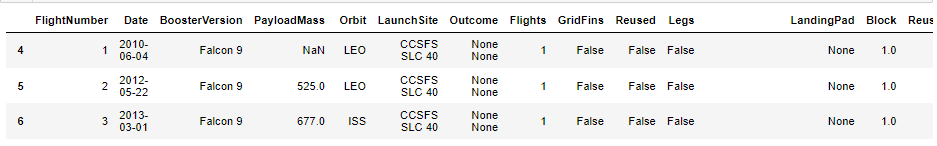 FlightNumber Date BoosterVersion PayloadMass Orbit LaunchSite Outcome Flights GridFins Reused Legs LandingPad Block Reus
4 1 2010-06-04 Falcon 9 NaN LEO CCSFS SLC 40 None None 1 False False False None 1.0
5 2 2012-05-22 Falcon 9 525.0 LEO CCSFS SLC 40 None None 1 False False False None 1.0
6 3 2013-03-01 Falcon 9 677.0 ISS CCSFS SLC 40 None None 1 False False False None 1.0